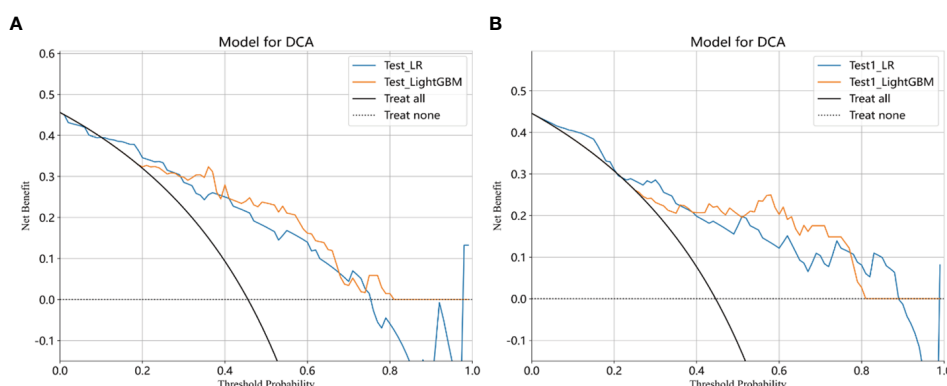 A
B
Model for DCA
Model for DCA
Test_LR
Test_LightGBM
Treat all
Treat none
0.6
0.5
0.4
0.3
0.2
0.1
0.0
-0.1
Net Benefit
0.0
0.2
0.4
0.6
0.8
1.0
Threshold Probability
Test1_LR
Test1_LightGBM
Treat all
Treat none
0.5
0.4
0.3
0.2
0.1
0.0
-0.1
Net Benefit
0.0
0.2
0.4
0.6
0.8
Threshold Probability